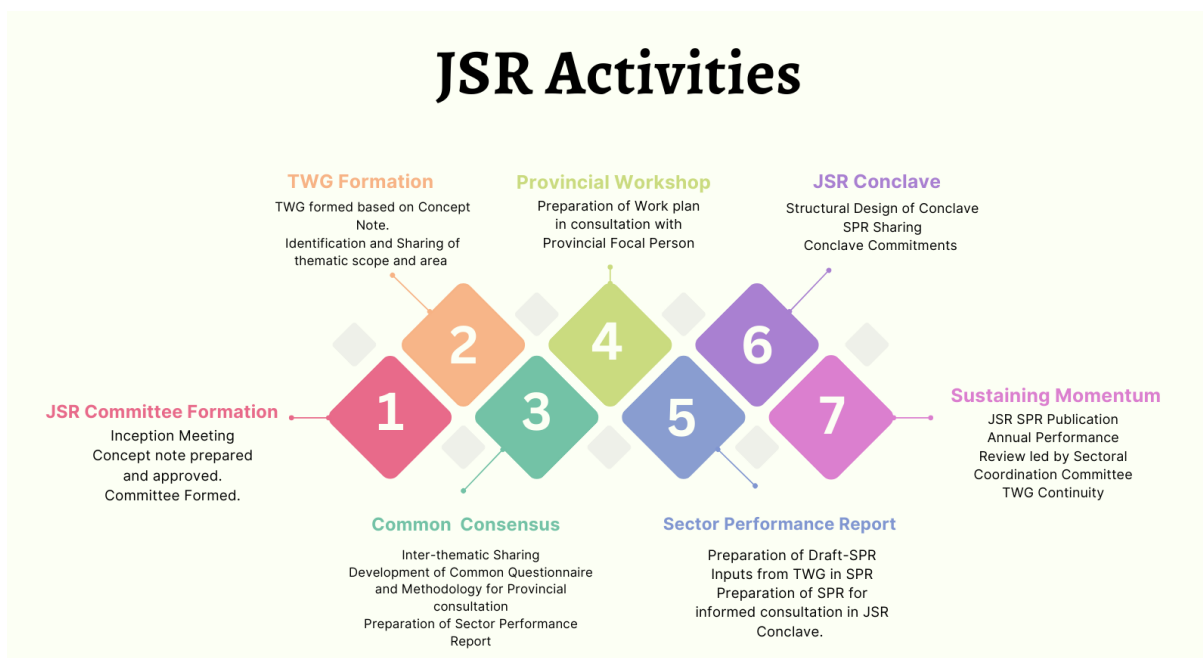 JSR Activities
TWG Formation
TWG formed based on Concept
Note.
Identification and Sharing of
thematic scope and area
Provincial Workshop
Preparation of Work plan
in consultation with
Provincial Focal Person
JSR Conclave
Structural Design of Conclave
SPR Sharing
Conclave Commitments
2
4
6
1
3
5
7
JSR Committee Formation
Inception Meeting
Concept note prepared
and approved.
Committee Formed.
Sustaining Momentum
JSR SPR Publication
Annual Performance
Review led by Sectoral
Coordination Committee
TWG Continuity
Common Consensus
Inter-thematic Sharing
Development of Common Questionnaire
and Methodology for Provincial
consultation
Preparation of Sector Performance
Report
Sector Performance Report
Preparation of Draft-SPR
Inputs from TWG in SPR
Preparation of SPR for
informed consultation in JSR
Conclave.